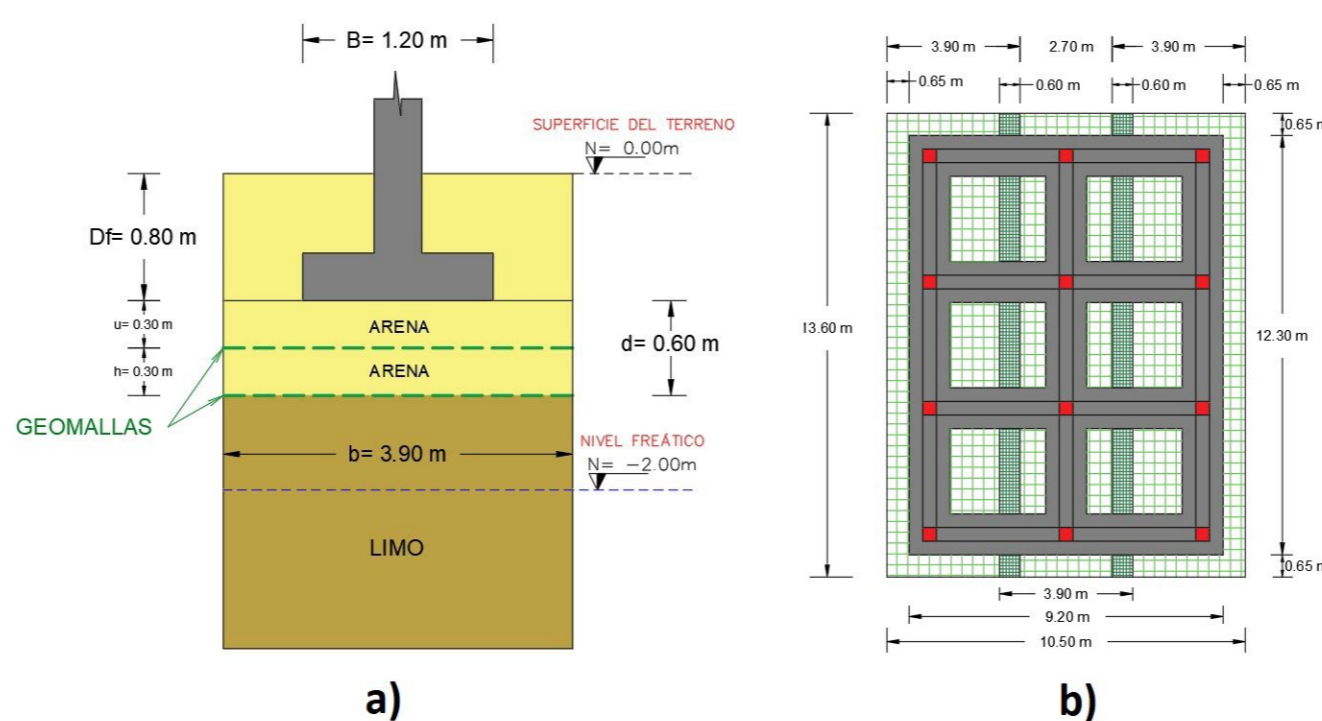 B= 1.20 m
SUPERFICIE DEL TERRENO
N= 0.00m
Df= 0.80 m
u= 0.30 m
ARENA
h= 0.30 m
ARENA
d= 0.60 m
GEOMALLAS
b= 3.90 m
NIVEL FREÁTICO
N= -2.00m
LIMO
a)
3.90 m
2.70 m
3.90 m
0.65 m
0.60 m
0.60 m
0.65 m
0.65 m
13.60 m
12.30 m
0.65 m
3.90 m
9.20 m
10.50 m
b)